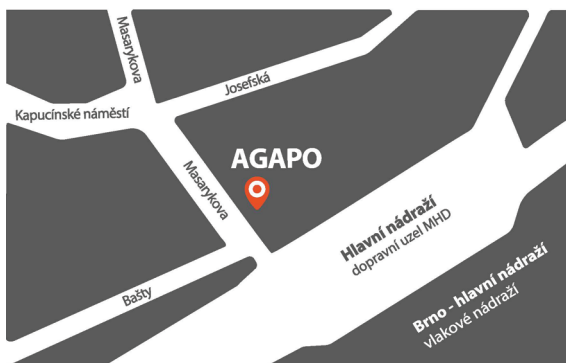 Masarykova
Josefská
Kapucínské náměstí
AGAPO
Masarykova
Hlavní nádraží
dopravní uzel MHD
Bašty
Brno - hlavní nádraží
vlakové nádraží